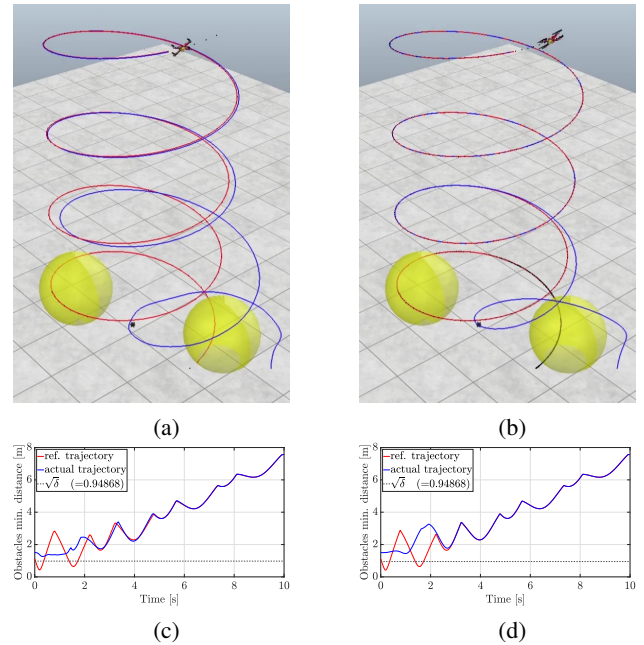 (a)
(b)
Obstacles min. distance [m]
8
6
4
2
0
ref. trajectory
actual trajectory
√δ (=0.94868)
0 2 4 6 8 10
Time [s]
Obstacles min. distance [m]
8
6
4
2
0
ref. trajectory
actual trajectory
√δ (=0.94868)
0 2 4 6 8 10
Time [s]
(c)
(d)